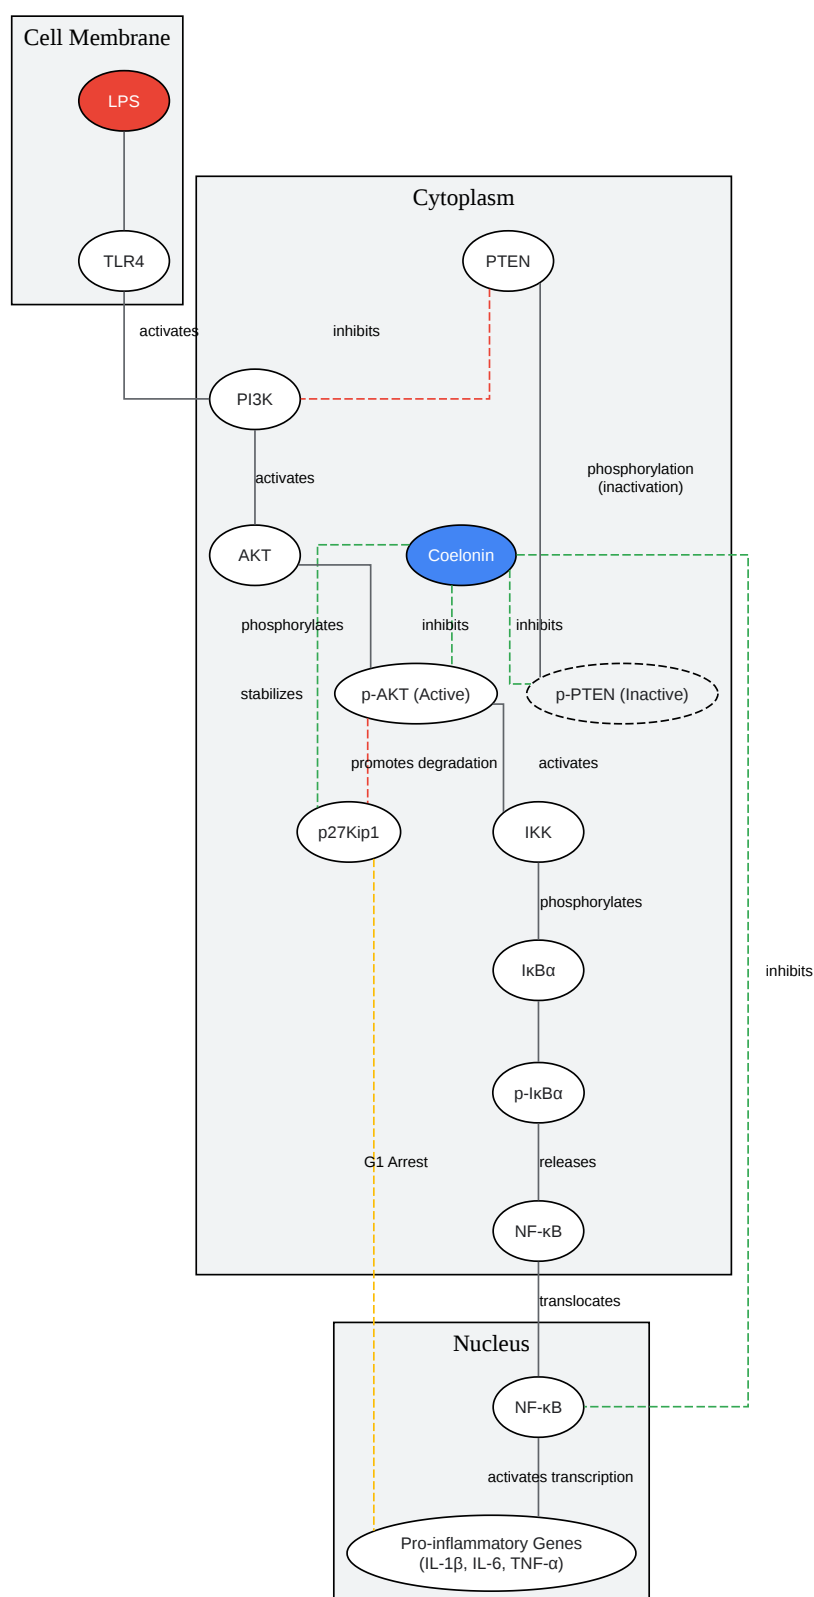 Cell Membrane
LPS
Cytoplasm
TLR4
PTEN
activates
inhibits
PI3K
phosphorylation
(inactivation)
activates
AKT
Coelonin
phosphorylates
inhibits
inhibits
stabilizes
p-AKT (Active)
p-PTEN (Inactive)
promotes degradation
activates
p27Kip1
IKK
phosphorylates
IκBα
inhibits
p-IκBα
G1 Arrest
releases
NF-κB
translocates
Nucleus
NF-κB
activates transcription
Pro-inflammatory Genes
(IL-1β, IL-6, TNF-α)